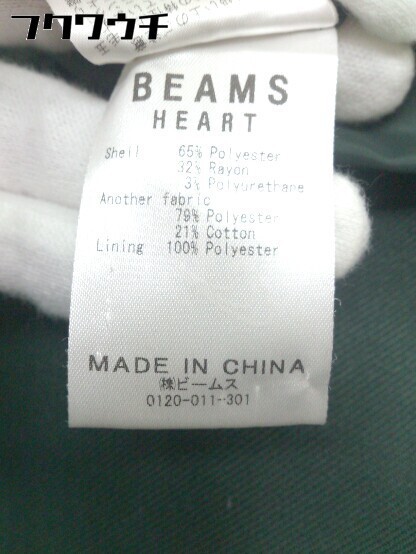 フクワウチ
BEAMS
HEART
Shell 65% Polyester
32% Rayon
3% Polyurethane
Another fabric
79% Polyester
21% Cotton
Lining 100% Polyester
MADE IN CHINA
㈱ビームス
0120-011-301